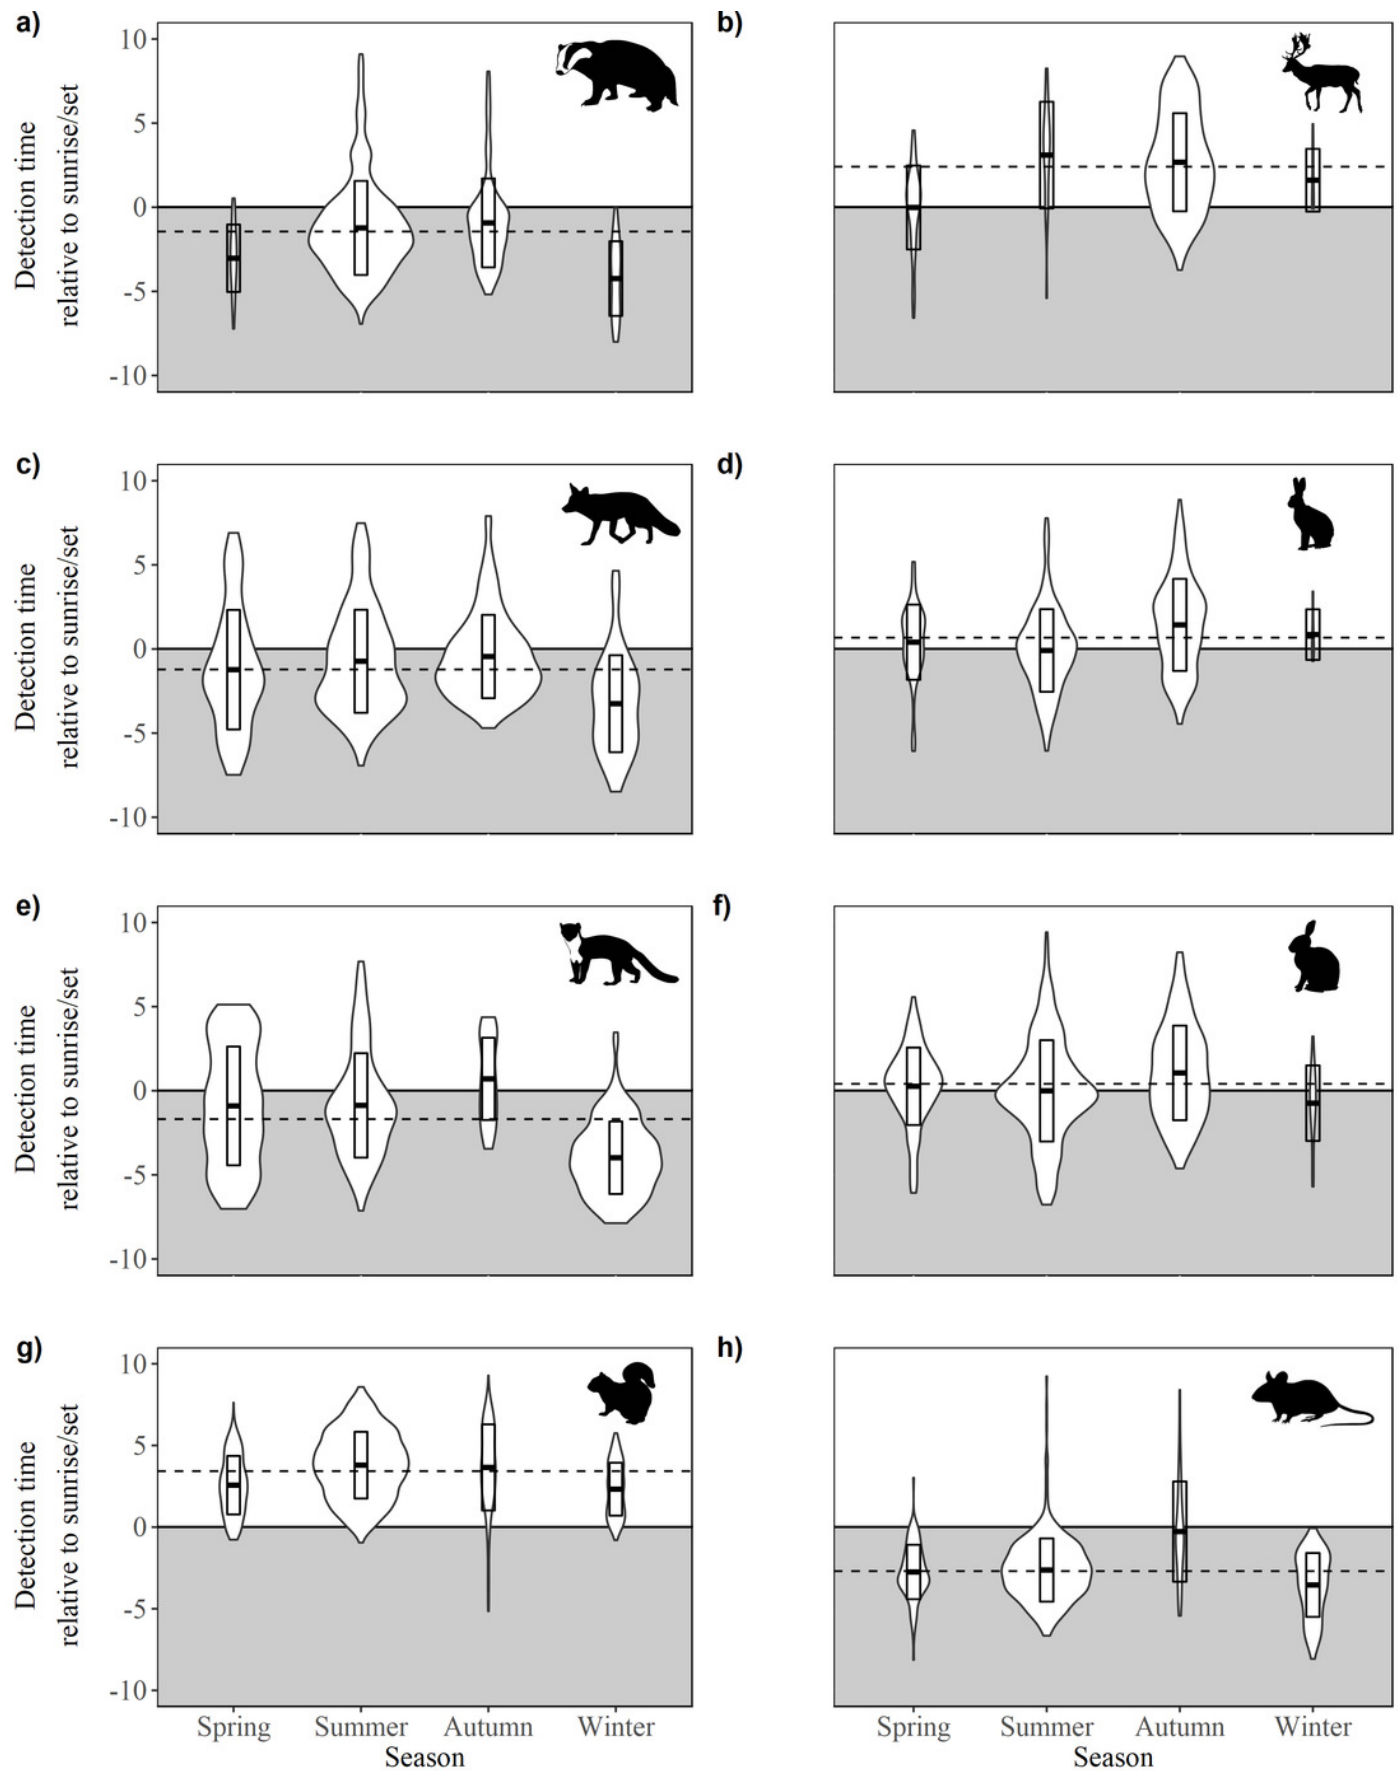 a)
b)
Detection time
relative to sunrise/set
10
5
0
-5
-10
c)
d)
Detection time
relative to sunrise/set
10
5
0
-5
-10
e)
f)
Detection time
relative to sunrise/set
10
5
0
-5
-10
g)
h)
Detection time
relative to sunrise/set
10
5
0
-5
-10
Spring Summer Autumn Winter
Season
Spring Summer Autumn Winter
Season